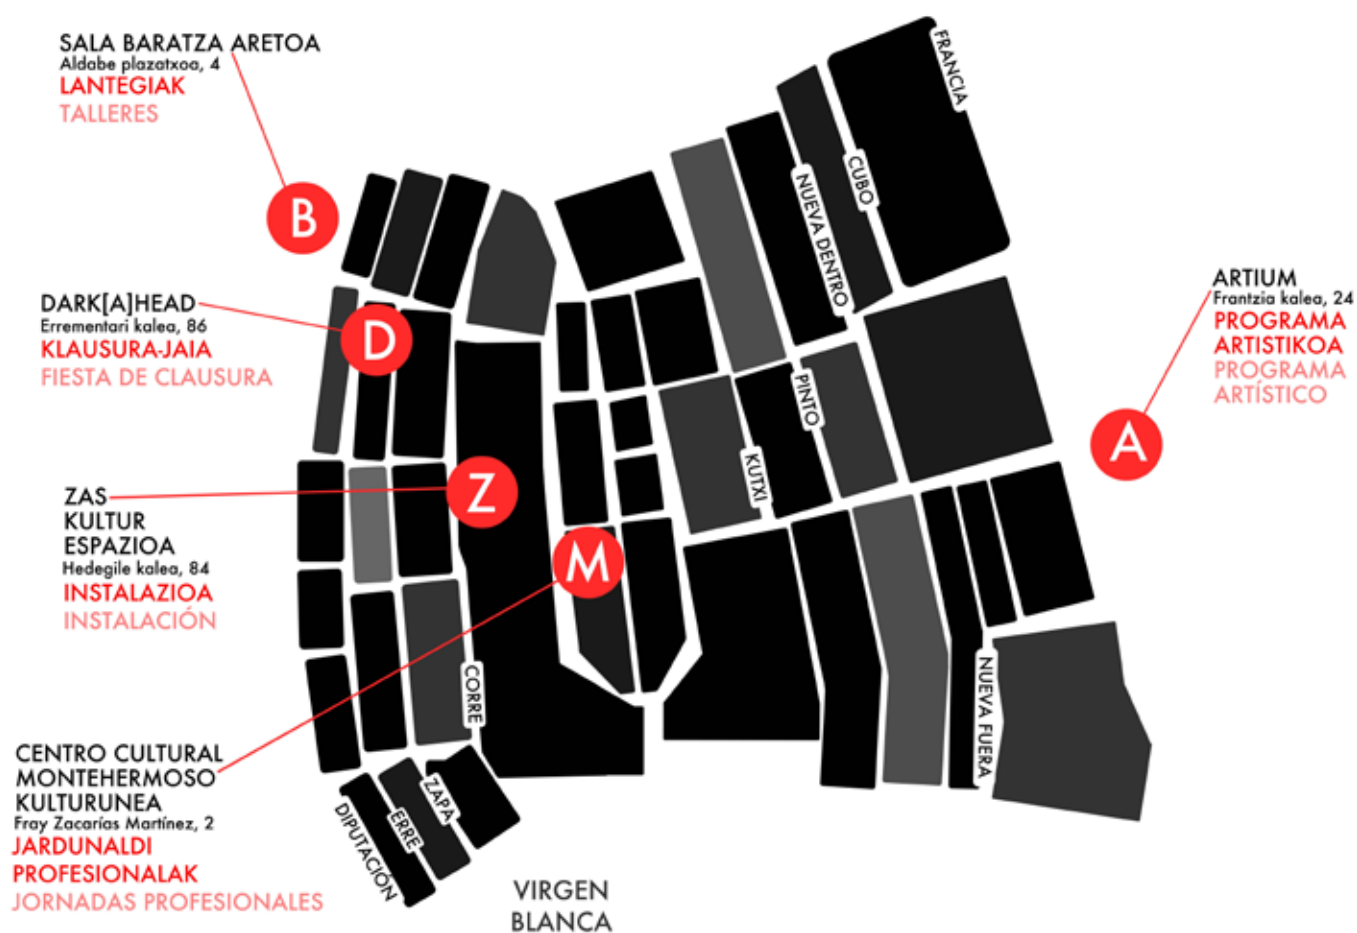 SALA BARATZA ARETOA
Aldabe plazatxoa, 4
LANTEGIAK
TALLERES
B
DARK[A]HEAD
Errementari kalea, 86
KLAUSURA-JAIA
FIESTA DE CLAUSURA
D
ZAS
KULTUR
ESPAZIOA
Hedegile kalea, 84
INSTALAZIOA
INSTALACIÓN
Z
CENTRO CULTURAL
MONTEHERMOSO
KULTURUNEA
Fray Zacarías Martínez, 2
JARDUNALDI
PROFESIONALAK
JORNADAS PROFESIONALES
M
ARTIUM
Frantzia kalea, 24
PROGRAMA
ARTISTIKOA
PROGRAMA
ARTÍSTICO
A
FRANCIA
CUBO
NUEVA DENTRO
PINTO
KUTXI
NUEVA FUERA
CORRE
ZAPA
ERRE
DIPUTACIÓN
VIRGEN
BLANCA